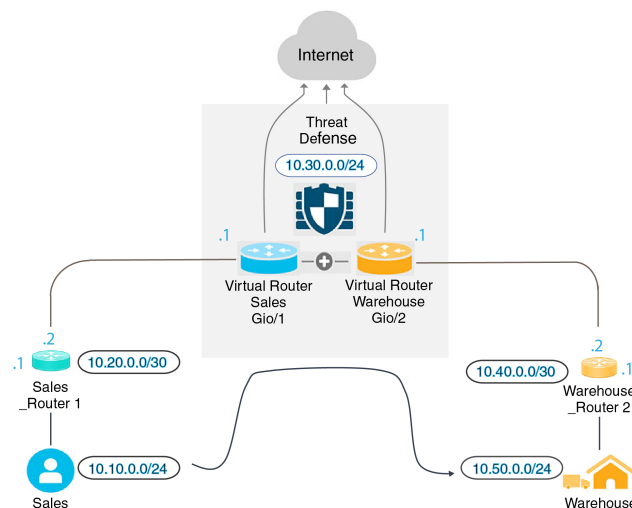 Internet
Threat
Defense
10.30.0.0/24
.1
.1
Virtual Router
Sales
Gio/1
Virtual Router
Warehouse
Gio/2
.2
.1
10.20.0.0/30
Sales
_Router 1
.2
.1
10.40.0.0/30
Warehouse
_Router 2
10.10.0.0/24
Sales
10.50.0.0/24
Warehouse